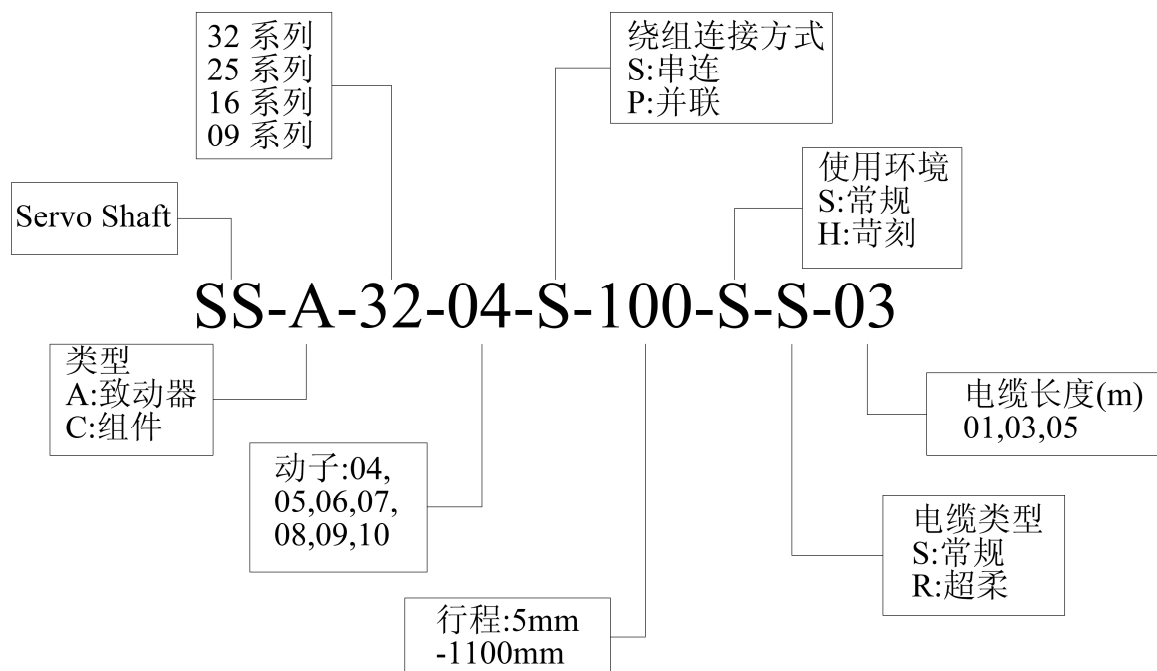 32 系列
25 系列
16 系列
09 系列
绕组连接方式
S:串连
P:并联
使用环境
S:常规
H:苛刻
Servo Shaft
SS-A-32-04-S-100-S-S-03
类型
A:致动器
C:组件
动子:04,
05,06,07,
08,09,10
行程:5mm
-1100mm
电缆长度(m)
01,03,05
电缆类型
S:常规
R:超柔